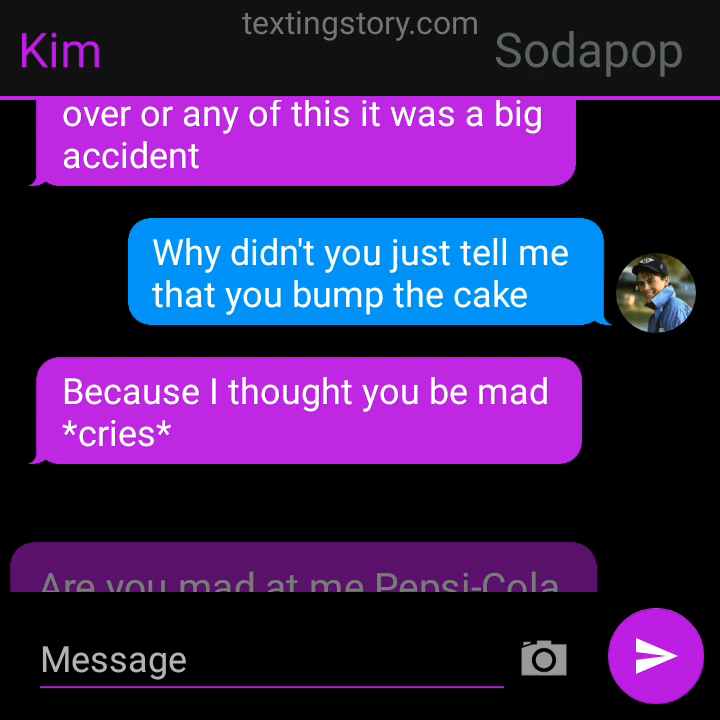 textingstory.com
Kim
Sodapop
over or any of this it was a big
accident
Why didn't you just tell me
that you bump the cake
Because I thought you be mad
*cries*
Are you mad at me Pepsi-Cola
Message